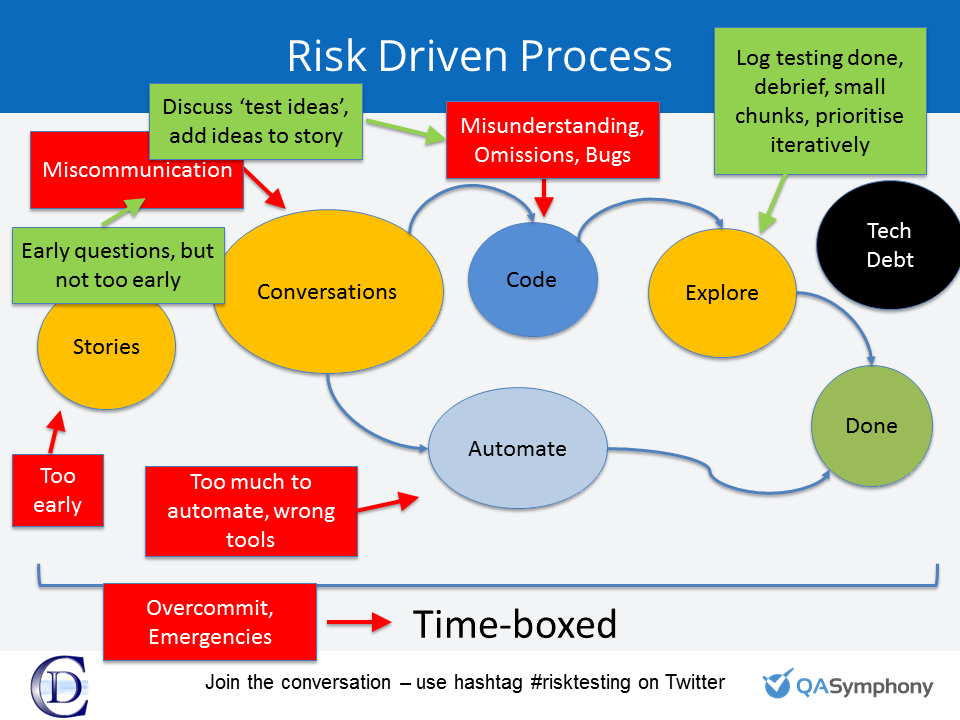 Risk Driven Process
Log testing done,
debrief, small
chunks, prioritise
iteratively
Discuss ‘test ideas’,
add ideas to story
Misunderstanding,
Omissions, Bugs
Miscommunication
Early questions, but
not too early
Tech
Debt
Conversations
Code
Explore
Stories
Done
Automate
Too
early
Too much to
automate, wrong
tools
Overcommit,
Emergencies
Time-boxed
CD
Join the conversation – use hashtag #risktesting on Twitter
QASymphony